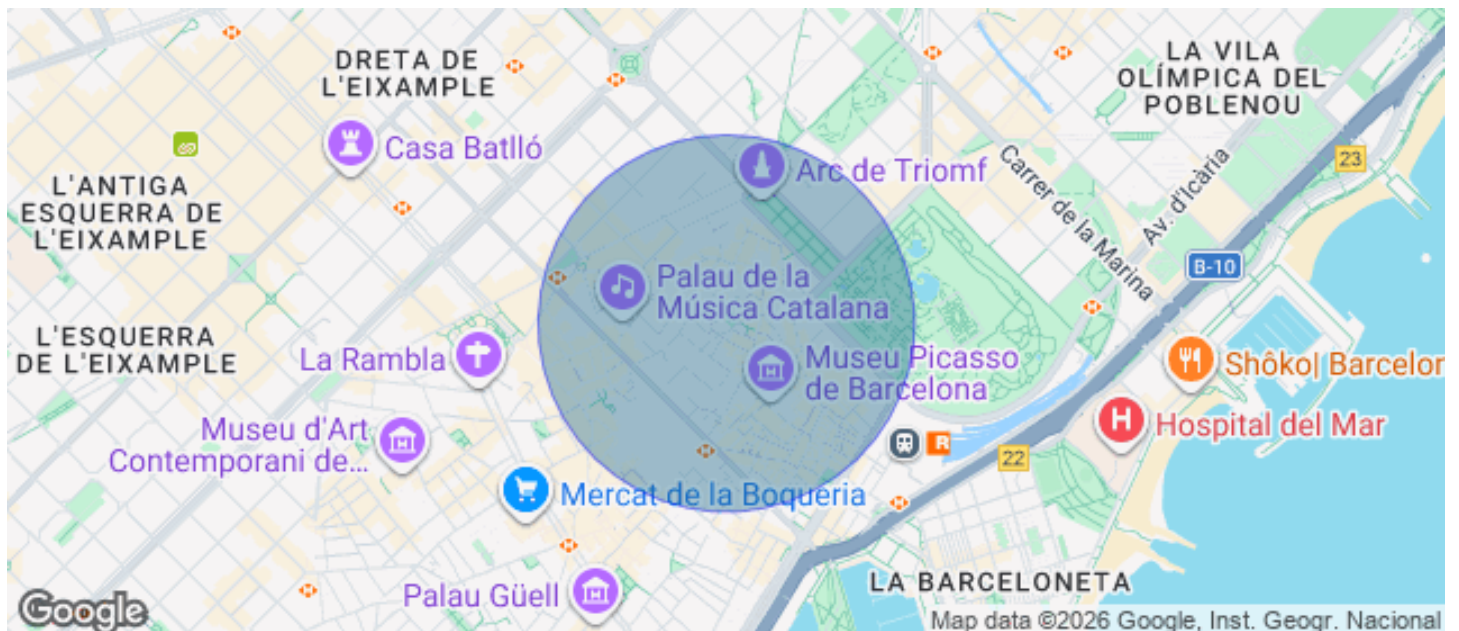 DRETA DE
L'EIXAMPLE
LA VILA
OLÍMPICA DEL
POBLENOU
Casa Batlló
Arc de Triomf
23
L'ANTIGA
ESQUERRA DE
L'EIXAMPLE
Carrer de la Marina
Av. d'Icària
B-10
Palau de la
Música Catalana
L'ESQUERRA
DE L'EIXAMPLE
La Rambla
Museu Picasso
de Barcelona
Shôko| Barcelor
Museu d'Art
Contemporani de...
H
Hospital del Mar
R
22
Mercat de la Boqueria
Palau Güell
LA BARCELONETA
Google
Map data ©2026 Google, Inst. Geogr. Nacional